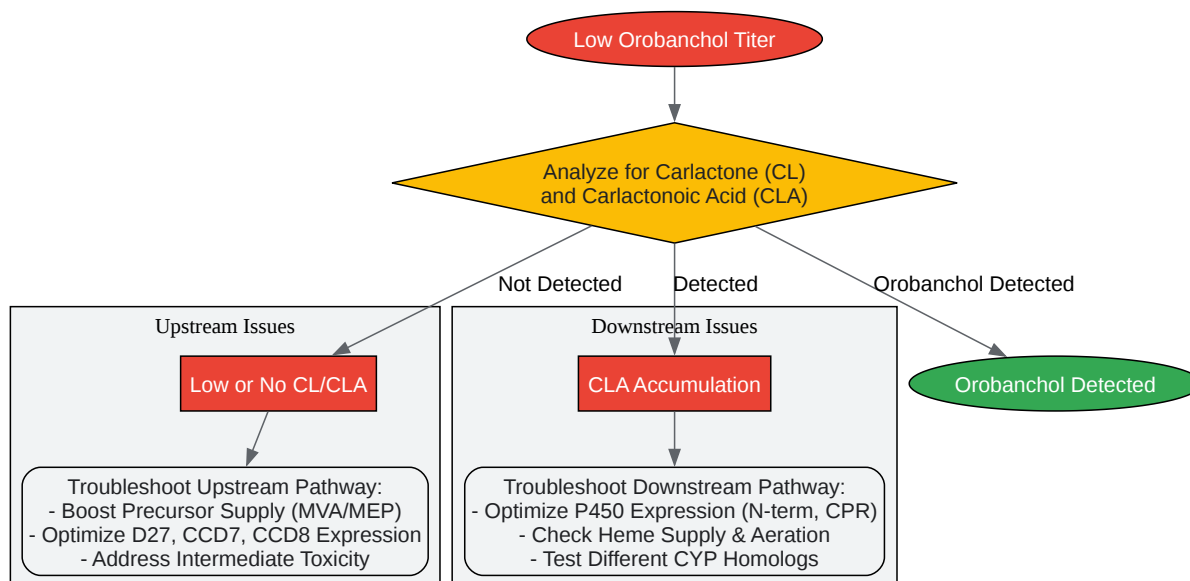 Low Orobanchol Titer
Analyze for Carlactone (CL)
and Carlactonoic Acid (CLA)
Not Detected
Detected
Orobanchol Detected
Upstream Issues
Downstream Issues
Low or No CL/CLA
CLA Accumulation
Orobanchol Detected
Troubleshoot Upstream Pathway:
- Boost Precursor Supply (MVA/MEP)
- Optimize D27, CCD7, CCD8 Expression
- Address Intermediate Toxicity
Troubleshoot Downstream Pathway:
- Optimize P450 Expression (N-term, CPR)
- Check Heme Supply & Aeration
- Test Different CYP Homologs